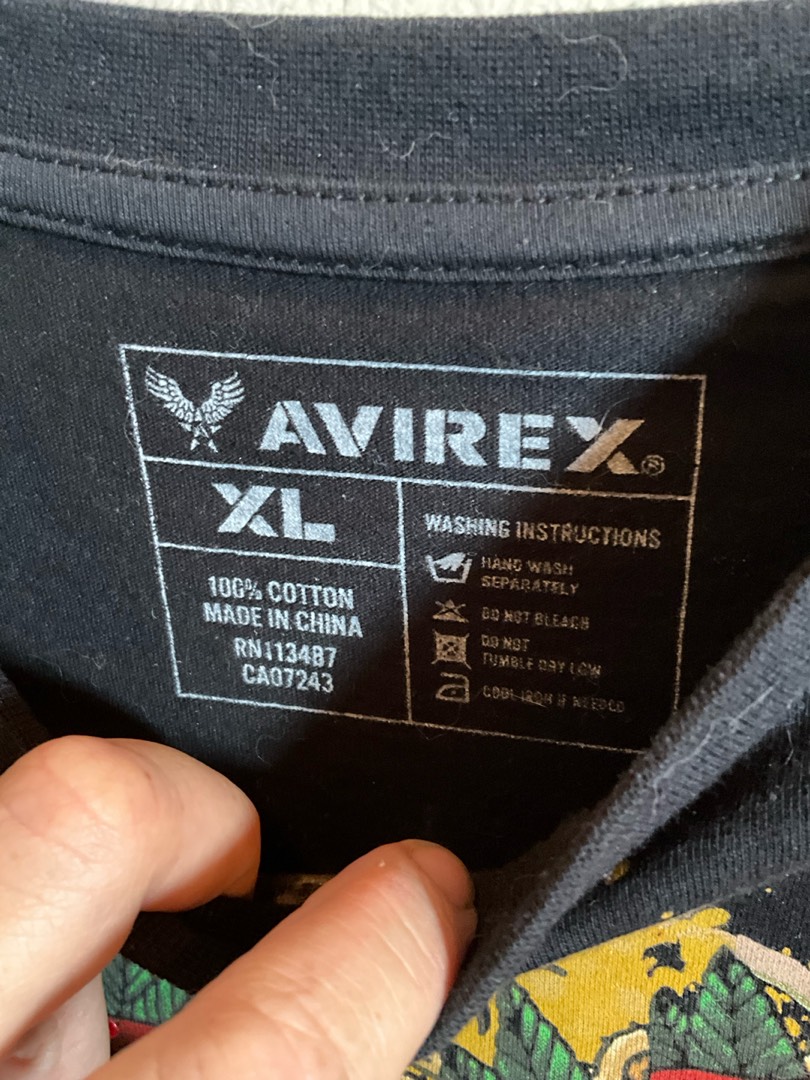 AVIREX®
XL
100% COTTON
MADE IN CHINA
RN113487
CA07243
WASHING INSTRUCTIONS
HAND WASH
SEPARATELY
DO NOT BLEACH
DO NOT
TUMBLE DRY LOW
COOL IRON IF NEEDED